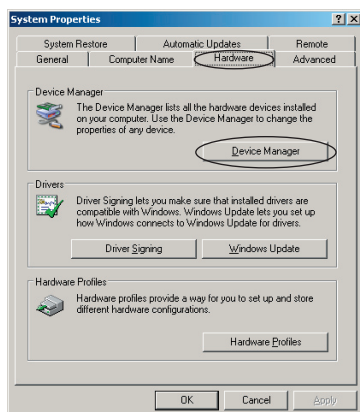 System Properties
System Restore Automatic Updates Remote
General Computer Name Hardware Advanced
Device Manager
The Device Manager lists all the hardware devices installed
on your computer. Use the Device Manager to change the
properties of any device.
Device Manager
Drivers
Driver Signing lets you make sure that installed drivers are
compatible with Windows. Windows Update lets you set up
how Windows connects to Windows Update for drivers.
Driver Signing Windows Update
Hardware Profiles
Hardware profiles provide a way for you to set up and store
different hardware configurations.
Hardware Profiles
OK Cancel Apply